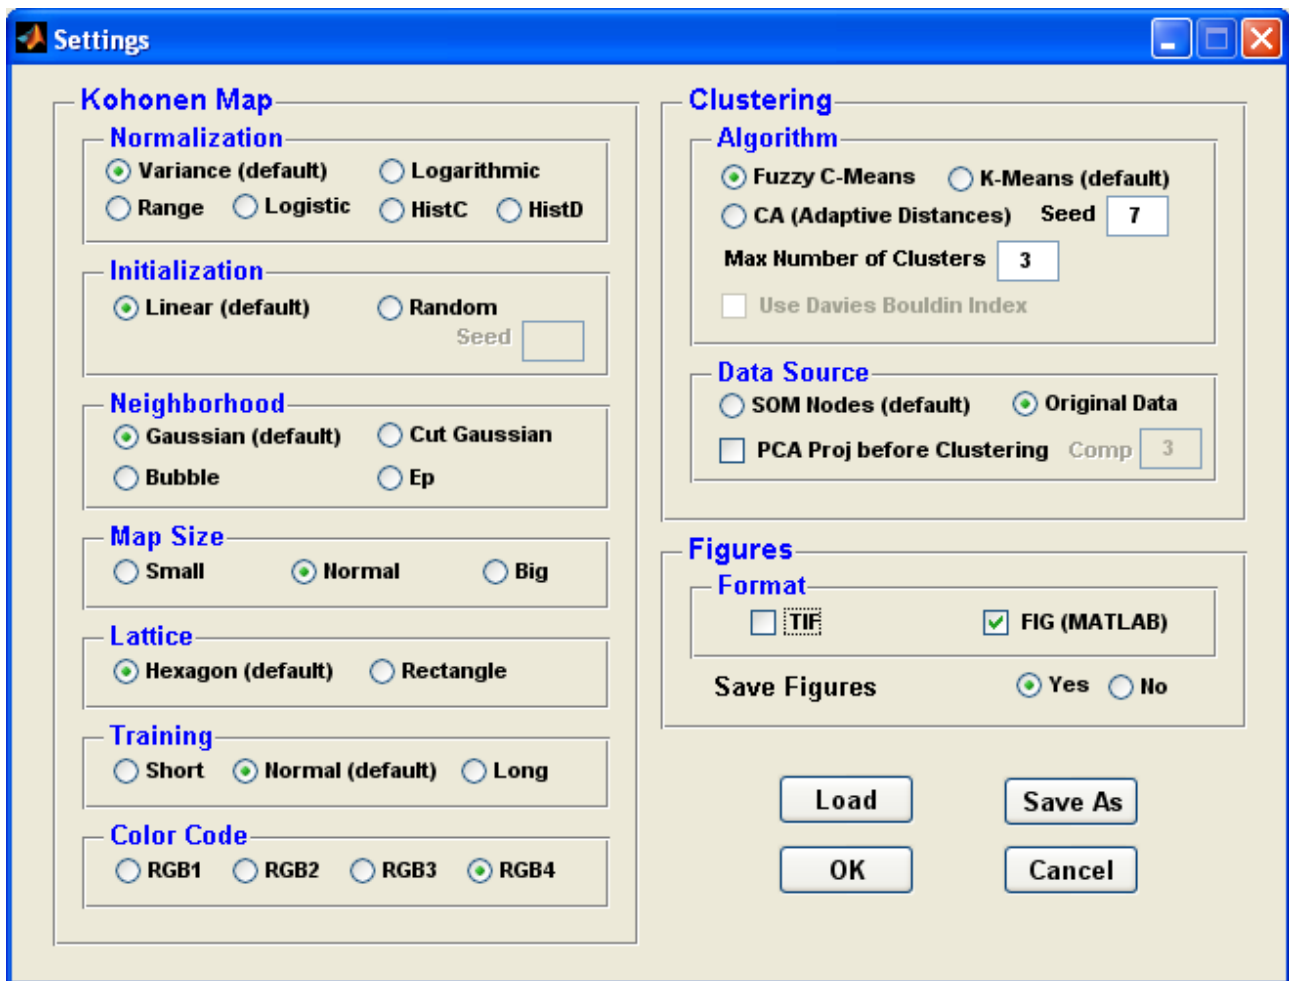 Settings
Kohonen Map
Normalization
Variance (default) Logarithmic
Range Logistic HistC HistD
Initialization
Linear (default) Random
Seed
Neighborhood
Gaussian (default) Cut Gaussian
Bubble Ep
Map Size
Small Normal Big
Lattice
Hexagon (default) Rectangle
Training
Short Normal (default) Long
Color Code
RGB1 RGB2 RGB3 RGB4
Clustering
Algorithm
Fuzzy C-Means K-Means (default)
CA (Adaptive Distances) Seed 7
Max Number of Clusters 3
Use Davies Bouldin Index
Data Source
SOM Nodes (default) Original Data
PCA Proj before Clustering Comp 3
Figures
Format
TIF FIG (MATLAB)
Save Figures Yes No
Load Save As
OK Cancel